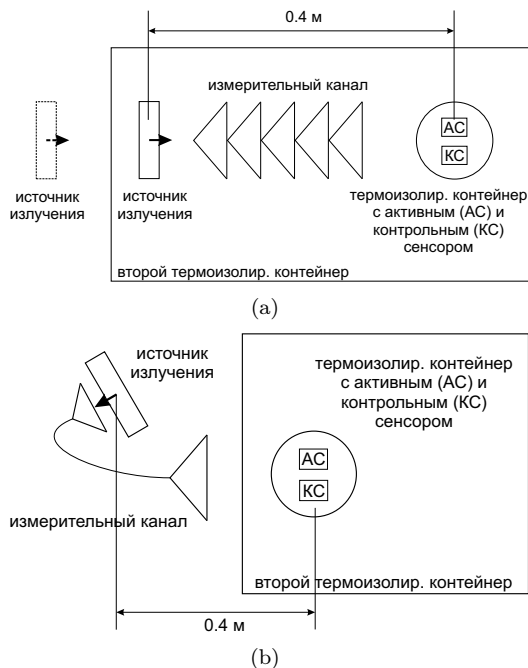 0.4 м
измерительный канал
АС
КС
источник
излучения
источник
излучения
термоизолир. контейнер
с активным (АС) и
контрольным (КС)
сенсором
второй термоизолир. контейнер
(a)
источник
излучения
термоизолир. контейнер
с активным (АС) и
контрольным (КС)
сенсором
АС
КС
измерительный канал
второй термоизолир. контейнер
0.4 м
(b)